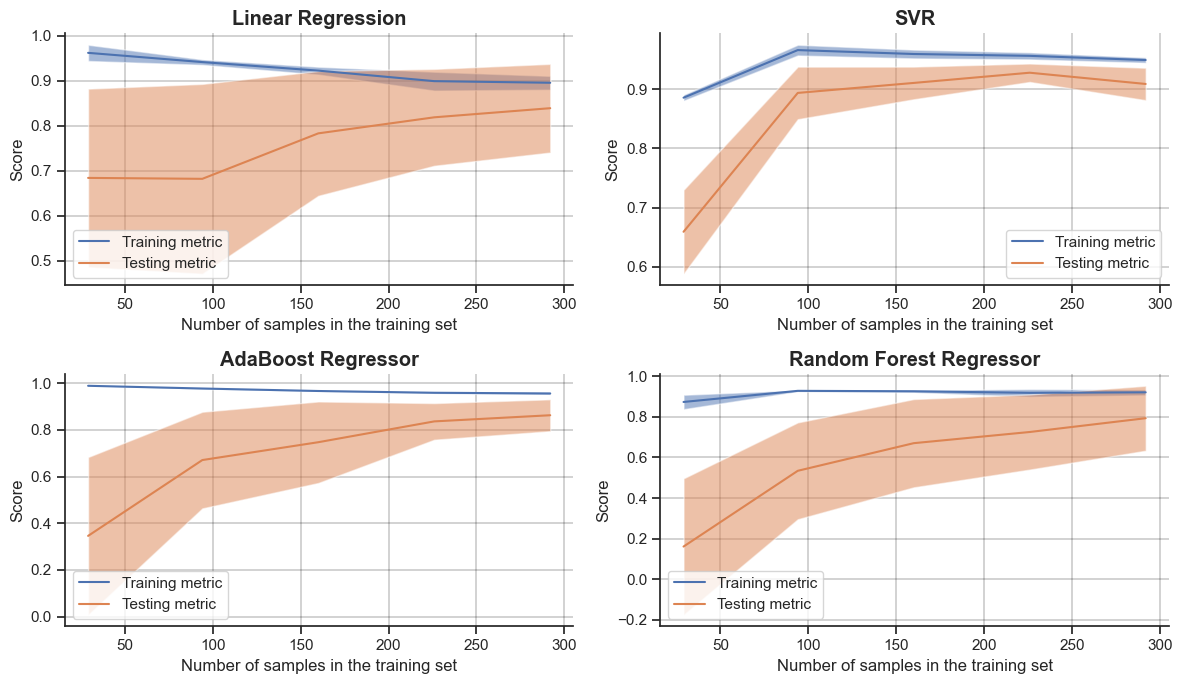 Linear Regression
1.0
0.9
0.8
0.7
0.6
0.5
Score
Training metric
Testing metric
50
100
150
200
250
300
Number of samples in the training set
SVR
0.9
0.8
0.7
0.6
Score
Training metric
Testing metric
50
100
150
200
250
300
Number of samples in the training set
AdaBoost Regressor
1.0
0.8
0.6
0.4
0.2
0.0
Score
Training metric
Testing metric
50
100
150
200
250
300
Number of samples in the training set
Random Forest Regressor
1.0
0.8
0.6
0.4
0.2
0.0
−0.2
Score
Training metric
Testing metric
50
100
150
200
250
300
Number of samples in the training set